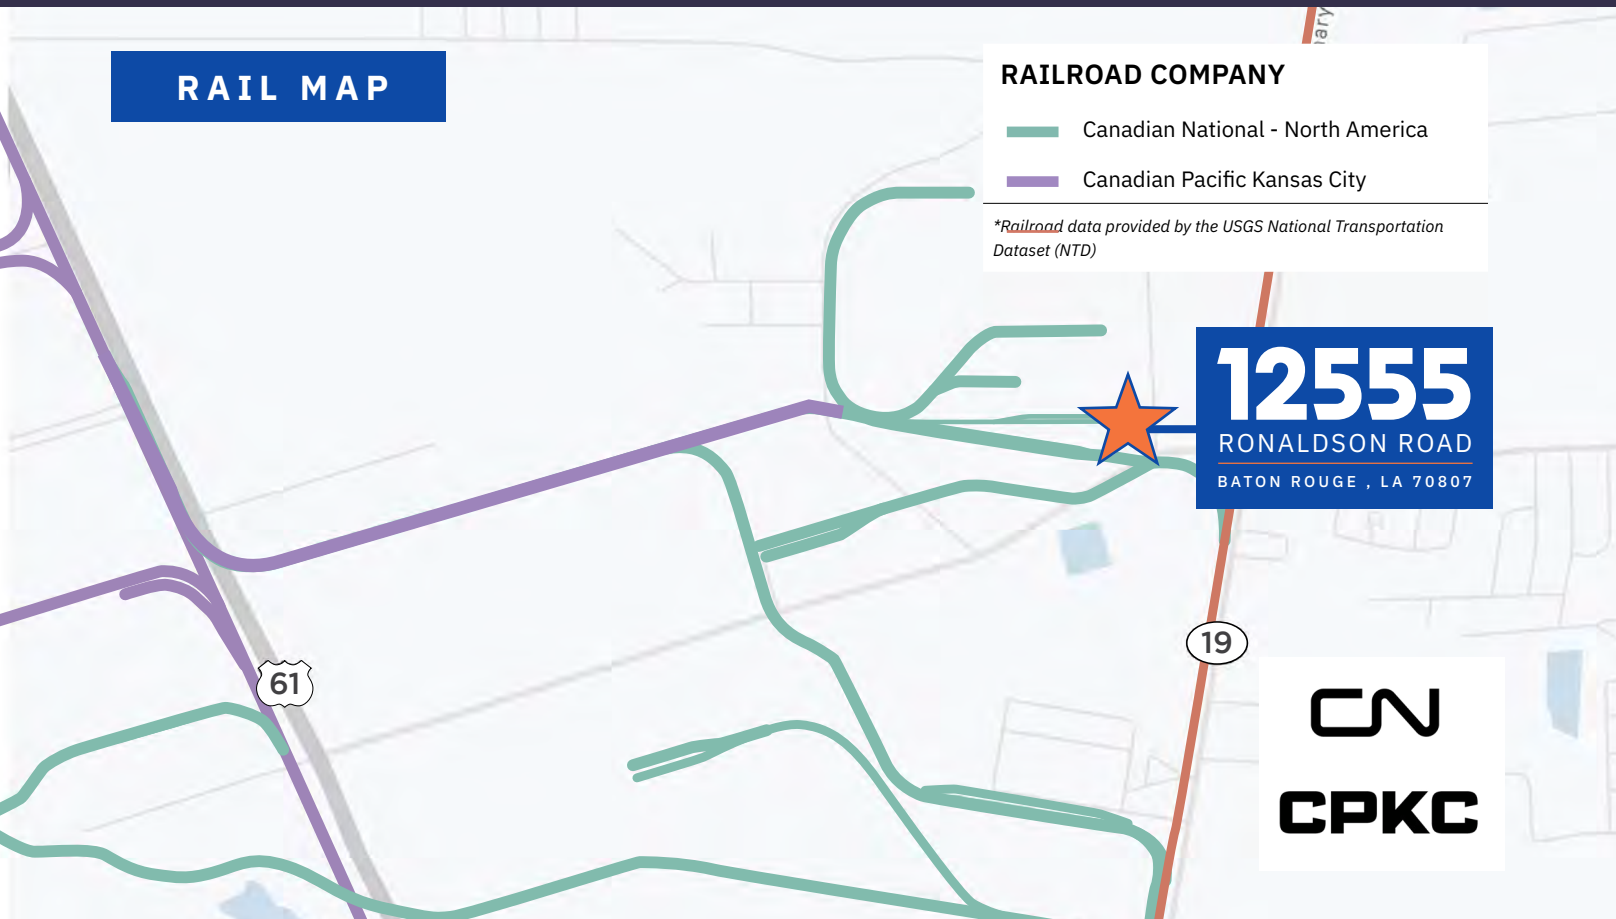 RAIL MAP
RAILROAD COMPANY
Canadian National - North America
Canadian Pacific Kansas City
*Railroad data provided by the USGS National Transportation
Dataset (NTD)
12555
RONALDSON ROAD
BATON ROUGE , LA 70807
19
61
CN
CPKC